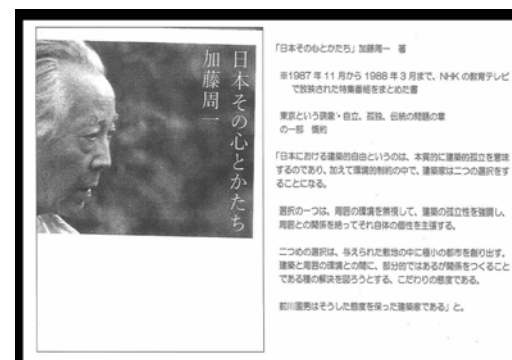 日本その心とかたち
加藤周一
「日本その心とかたち」加藤周一 著
※1987 年 11 月から 1988 年 3 月まで、NHK の教育テレビ
で放映された特集番組をまとめた書
東京という現象・自立、孤独、伝統の問題の章
の一部 慎約
「日本における建築的自由というのは、本質的に建築的孤立を意味
するのであり、加えて環境的制約の中で、建築家は二つの選択をす
ることになる。
選択の一つは、周囲の環境を無視して、建築の孤立性を強調し、
周囲との関係を絶ってそれ自体の個性を主張する。
二つめの選択は、与えられた敷地の中に極小の都市を創り出す。
建築と周囲の環境との間に、部分的ではあるが関係をつくること
である種の解決を図ろうとする、こだわりの態度である。
前川國男はそうした態度を保った建築家である」と。